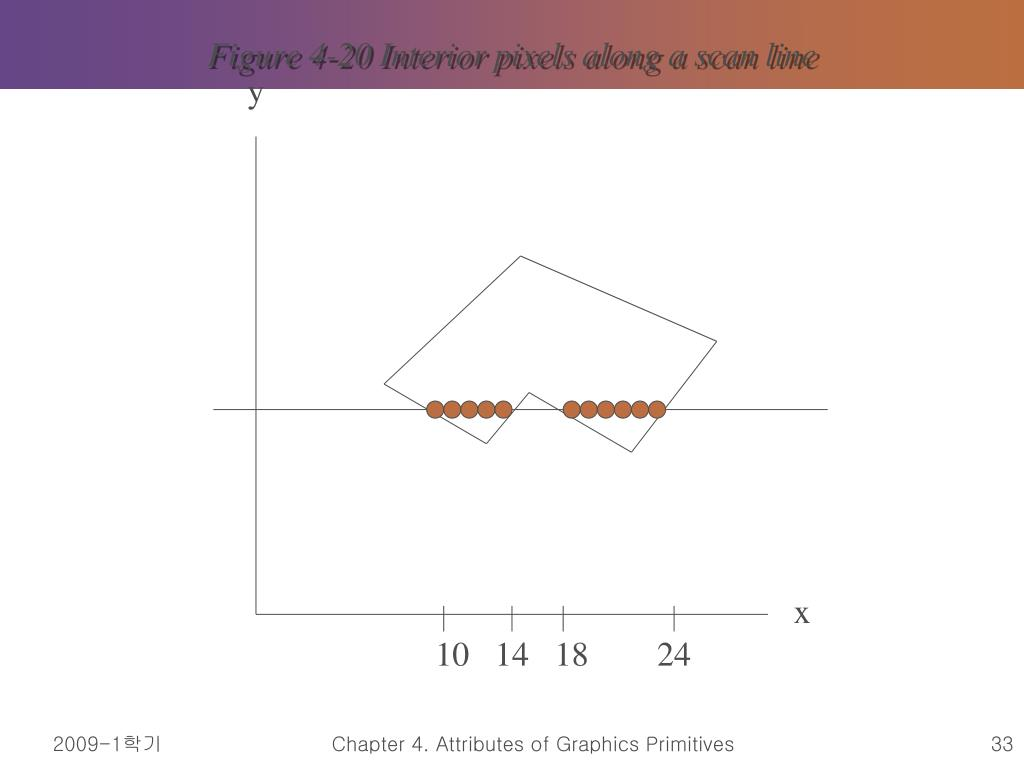 Figure 4-20 Interior pixels along a scan line
y
x
10 14 18 24
2009-1학기 Chapter 4. Attributes of Graphics Primitives 33